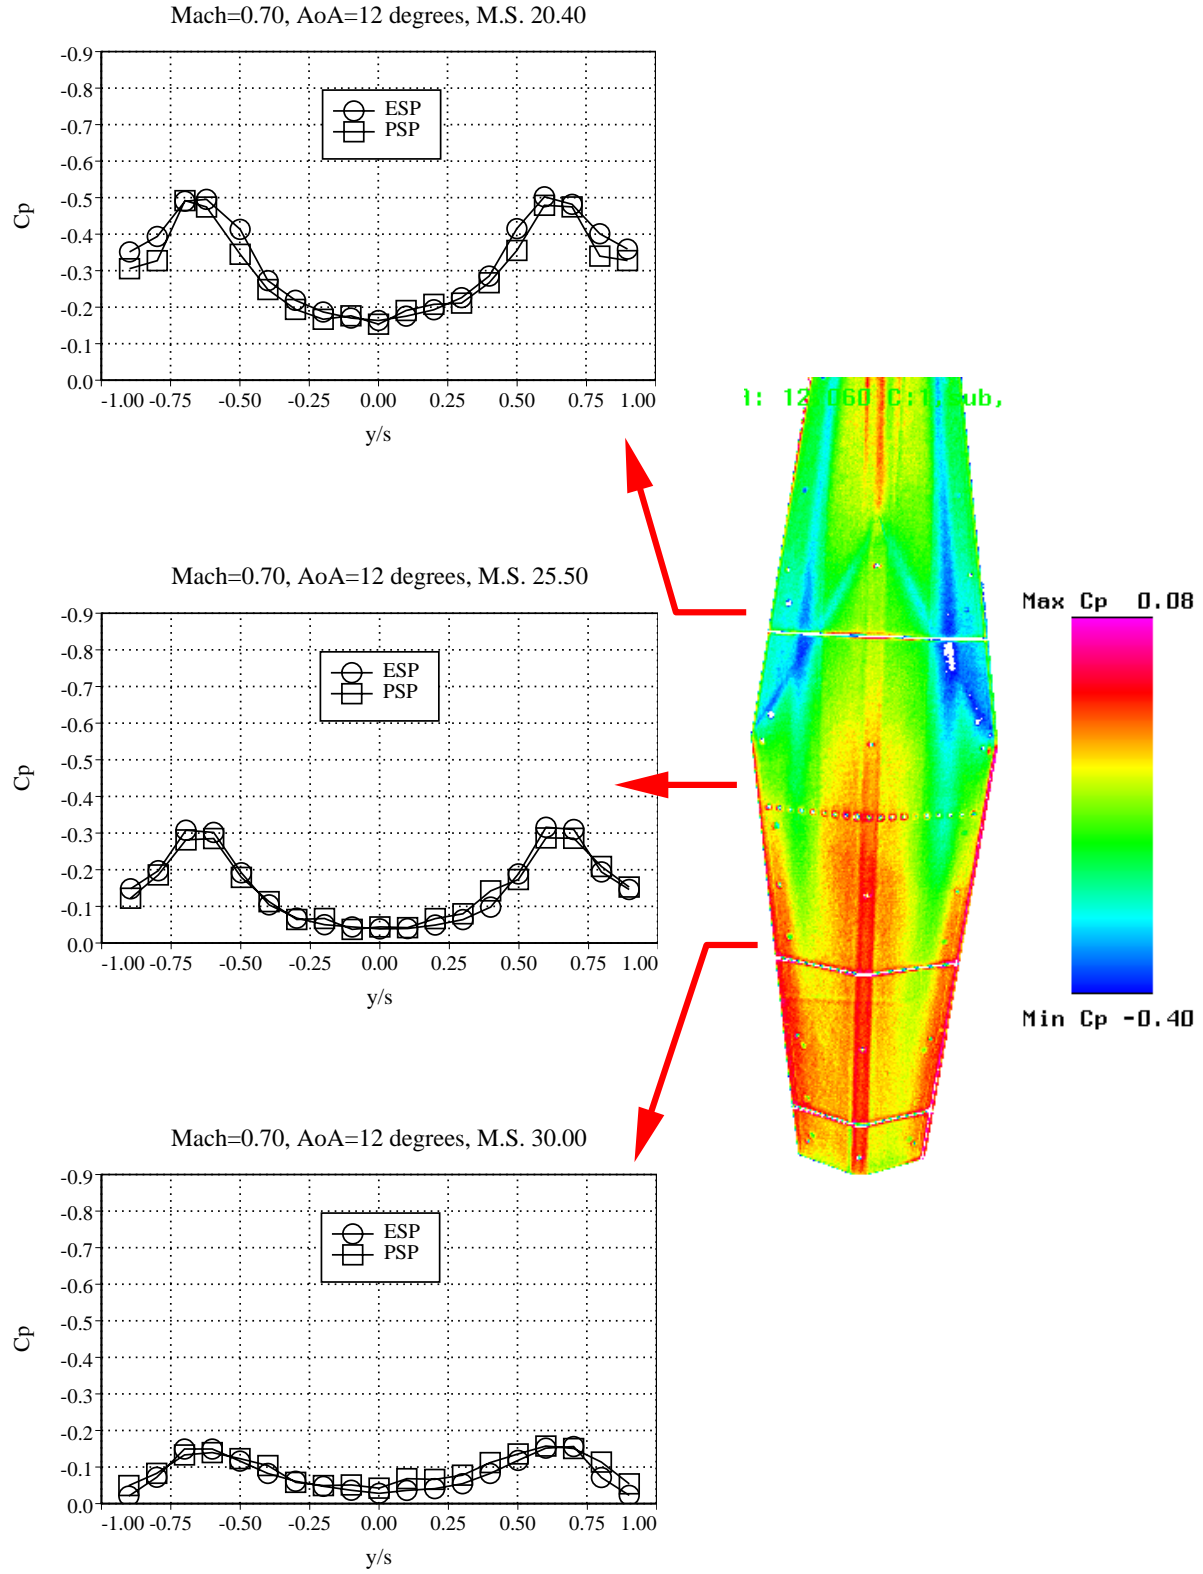 Mach=0.70, AoA=12 degrees, M.S. 20.40
-0.9
-0.8
-0.7
-0.6
-0.5
-0.4
-0.3
-0.2
-0.1
0.0
Cp
ESP
PSP
-1.00 -0.75 -0.50 -0.25 0.00 0.25 0.50 0.75 1.00
y/s
Mach=0.70, AoA=12 degrees, M.S. 25.50
-0.9
-0.8
-0.7
-0.6
-0.5
-0.4
-0.3
-0.2
-0.1
0.0
Cp
ESP
PSP
-1.00 -0.75 -0.50 -0.25 0.00 0.25 0.50 0.75 1.00
y/s
Mach=0.70, AoA=12 degrees, M.S. 30.00
-0.9
-0.8
-0.7
-0.6
-0.5
-0.4
-0.3
-0.2
-0.1
0.0
Cp
ESP
PSP
-1.00 -0.75 -0.50 -0.25 0.00 0.25 0.50 0.75 1.00
y/s
Max Cp 0.08
Min Cp -0.40